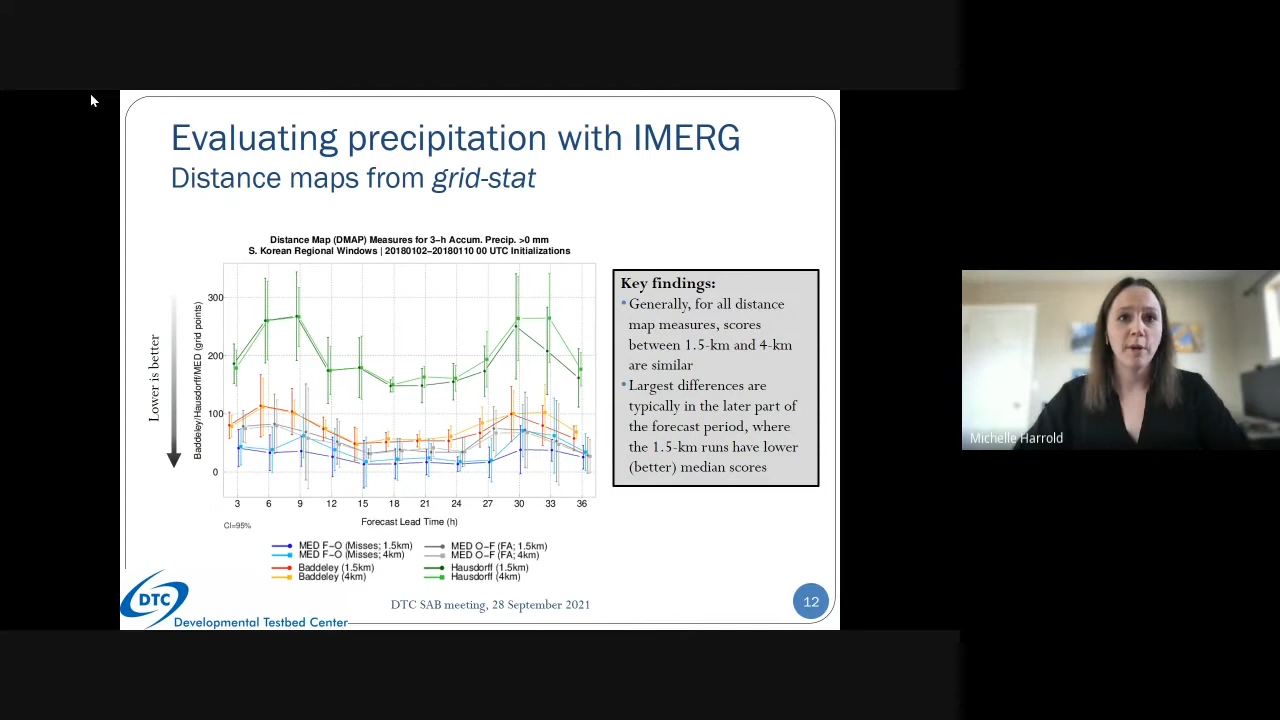 Evaluating precipitation with IMERG
Distance maps from grid-stat
Distance Map (DMAP) Measures for 3-h Accum. Precip. >0 mm
S. Korean Regional Windows | 20180102-20180110 00 UTC Initializations
Lower is better
Baddeley/Hausdorff/MED (grid points)
300
200
100
0
3 6 9 12 15 18 21 24 27 30 33 36
CI=95%
Forecast Lead Time (h)
MED F-O (Misses; 1.5km)
MED F-O (Misses; 4km)
Baddeley (1.5km)
Baddeley (4km)
MED O-F (FA; 1.5km)
MED O-F (FA; 4km)
Hausdorff (1.5km)
Hausdorff (4km)
Key findings:
•Generally, for all distance
map measures, scores
between 1.5-km and 4-km
are similar
•Largest differences are
typically in the later part of
the forecast period, where
the 1.5-km runs have lower
(better) median scores
DTC
Developmental Testbed Center
DTC SAB meeting, 28 September 2021
12
Michelle Harrold